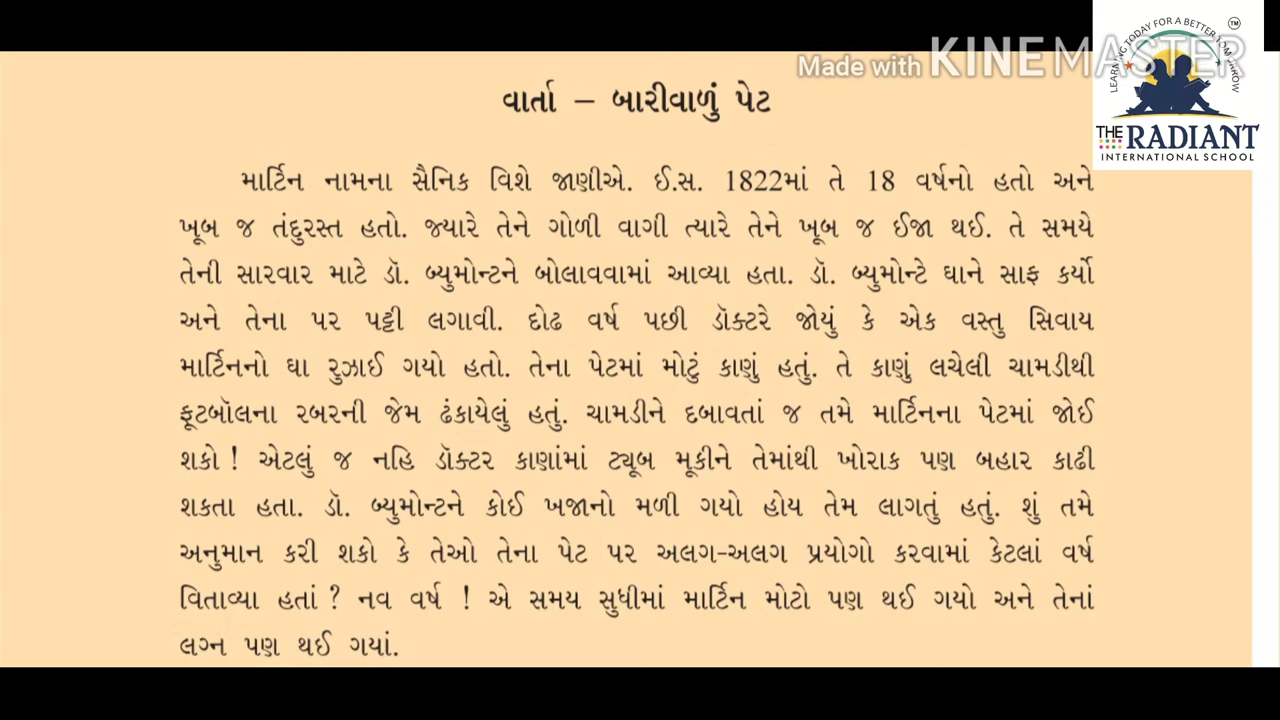 LEARNING TODAY FOR A BETTER TOMORROW
TM
Made with KINEMASTER
THE RADIANT
INTERNATIONAL SCHOOL
વાર્તા – બારીવાળું પેટ
માર્ટિન નામના સૈનિક વિશે જાણીએ. ઈ.સ. 1822માં તે 18 વર્ષનો હતો અને
ખૂબ જ તંદુરસ્ત હતો. જ્યારે તેને ગોળી વાગી ત્યારે તેને ખૂબ જ ઈજા થઈ. તે સમયે
તેની સારવાર માટે ડૉ. બ્યુમોન્ટને બોલાવવામાં આવ્યા હતા. ડૉ. બ્યુમોન્ટે ઘાને સાફ કર્યો
અને તેના પર પટ્ટી લગાવી. દોઢ વર્ષ પછી ડૉક્ટરે જોયું કે એક વસ્તુ સિવાય
માર્ટિનનો ઘા રુઝાઈ ગયો હતો. તેના પેટમાં મોટું કાણું હતું. તે કાણું લચેલી ચામડીથી
ફૂટબૉલના રબરની જેમ ઢંકાયેલું હતું. ચામડીને દબાવતાં જ તમે માર્ટિનના પેટમાં જોઈ
શકો ! એટલું જ નહિ ડૉક્ટર કાણાંમાં ટ્યૂબ મૂકીને તેમાંથી ખોરાક પણ બહાર કાઢી
શકતા હતા. ડૉ. બ્યુમોન્ટને કોઈ ખજાનો મળી ગયો હોય તેમ લાગતું હતું. શું તમે
અનુમાન કરી શકો કે તેઓ તેના પેટ પર અલગ-અલગ પ્રયોગો કરવામાં કેટલાં વર્ષ
વિતાવ્યા હતાં ? નવ વર્ષ ! એ સમય સુધીમાં માર્ટિન મોટો પણ થઈ ગયો અને તેનાં
લગ્ન પણ થઈ ગયાં.